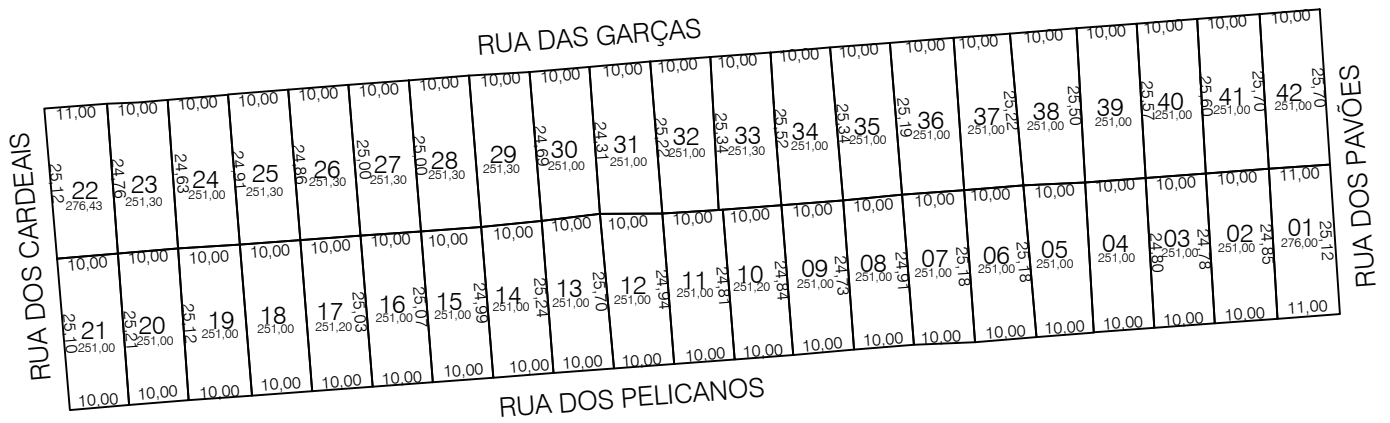 RUA DAS GARÇAS
11,00 10,00 10,00 10,00 10,00 10,00 10,00 10,00 10,00 10,00 10,00 10,00 10,00 10,00 10,00 10,00 10,00 10,00 10,00 10,00 10,00
RUA DOS CARDEAIS
25,12 24,76 24,63 24,91 24,86 25,00 25,00 24,69 24,31 25,22 25,34 25,52 25,34 25,19 25,22 25,50 25,57 25,60 25,70 25,70
22 23 24 25 26 27 28 29 30 31 32 33 34 35 36 37 38 39 40 41 42
276,43 251,30 251,00 251,30 251,30 251,30 251,30 251,30 251,00 251,00 251,00 251,30 251,00 251,00 251,00 251,00 251,00 251,00 251,00 251,00 251,00
RUA DOS PAVÕES
10,00 10,00 10,00 10,00 10,00 10,00 10,00 10,00 10,00 10,00 10,00 10,00 10,00 10,00 10,00 10,00 10,00 10,00 10,00 10,00 11,00
25,10 25,21 25,12 25,03 25,07 24,99 25,24 25,70 24,94 24,81 24,84 24,73 24,91 25,18 25,18 24,80 24,78 24,85 25,12
21 20 19 18 17 16 15 14 13 12 11 10 09 08 07 06 05 04 03 02 01
251,00 251,00 251,00 251,00 251,20 251,00 251,00 251,00 251,00 251,00 251,00 251,20 251,00 251,00 251,00 251,00 251,00 251,00 251,00 251,00 276,00
10,00 10,00 10,00 10,00 10,00 10,00 10,00 10,00 10,00 10,00 10,00 10,00 10,00 10,00 10,00 10,00 10,00 10,00 10,00 10,00 11,00
RUA DOS PELICANOS